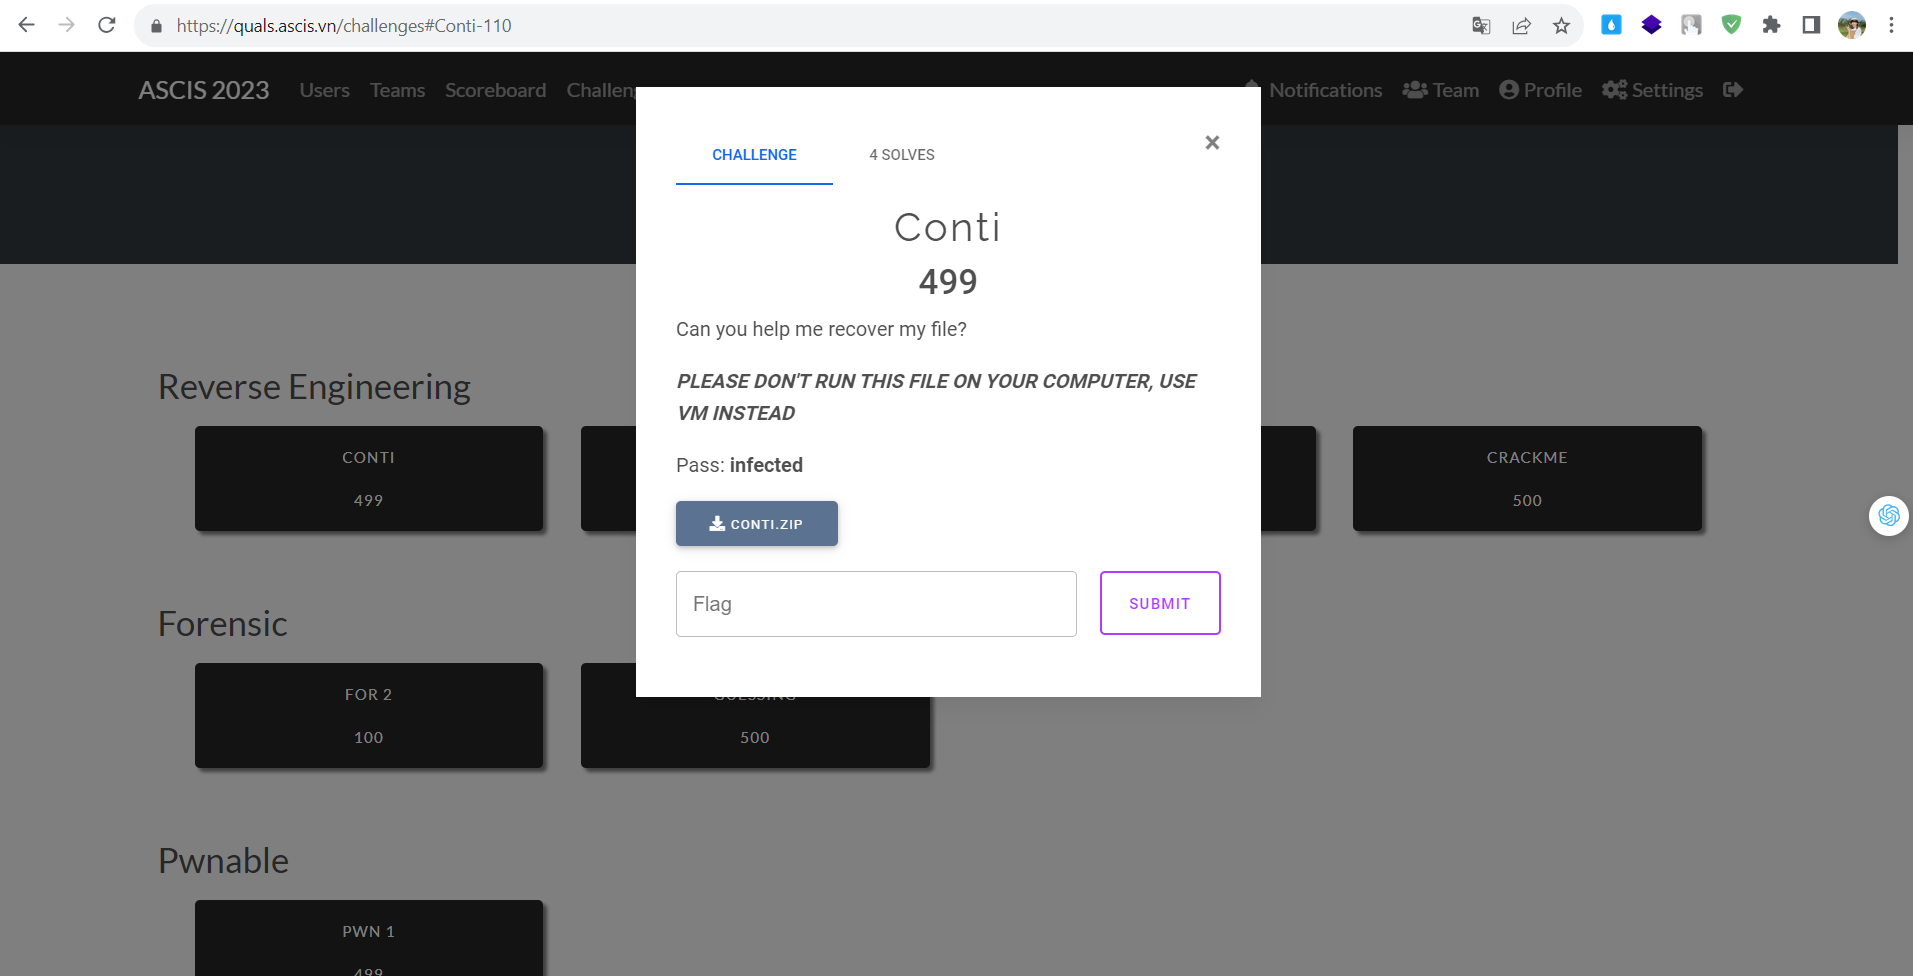 https://quals.ascis.vn/challenges#Conti-110
ASCIS 2023 Users Teams Scoreboard Notifications Team Profile Settings
CHALLENGE 4 SOLVES ×
Conti
499
Can you help me recover my file?
PLEASE DON'T RUN THIS FILE ON YOUR COMPUTER, USE
VM INSTEAD
Pass: infected
CONTI.ZIP
Flag SUBMIT
Reverse Engineering
CONTI CRACKME
499 500
Forensic
FOR 2 GUESSING
100 500
Pwnable
PWN 1
499